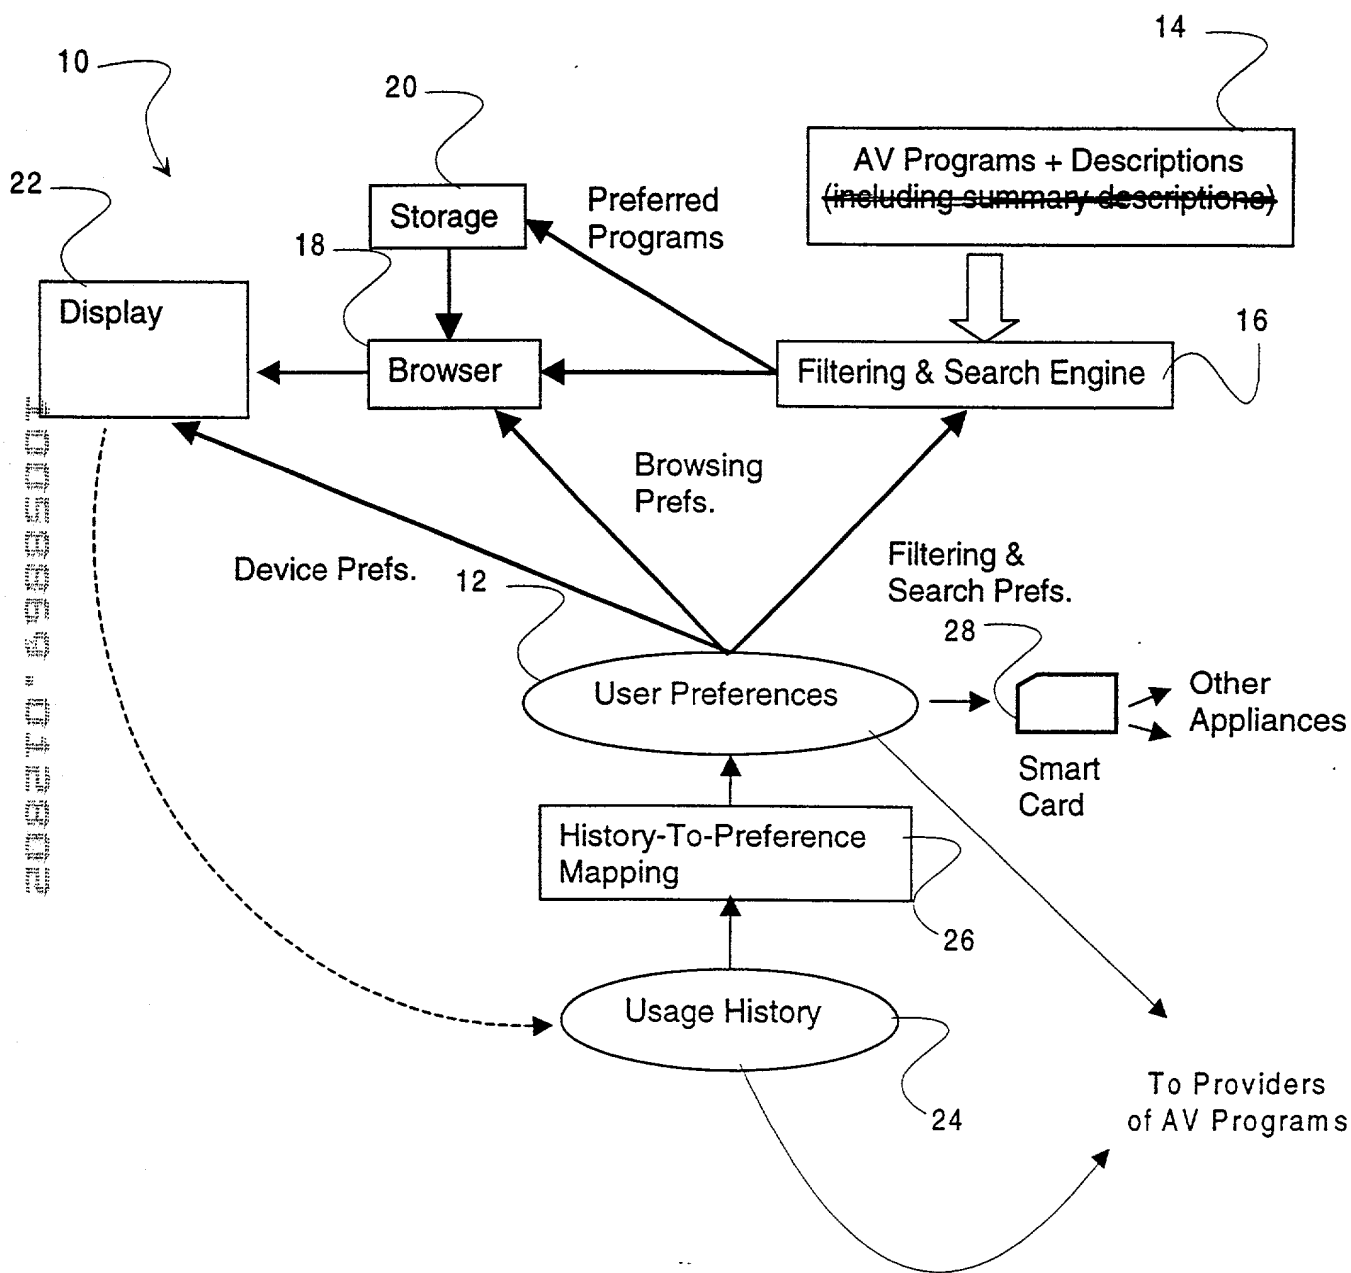 14
10
20
AV Programs + Descriptions
(including summary descriptions)
22
Storage
Preferred
Programs
18
Display
16
Browser
Filtering & Search Engine
Browsing
Prefs.
Device Prefs.
12
Filtering &
Search Prefs.
28
User Preferences
Other
Appliances
Smart
Card
History-To-Preference
Mapping
26
Usage History
24
To Providers
of AV Programs
10058869.012802